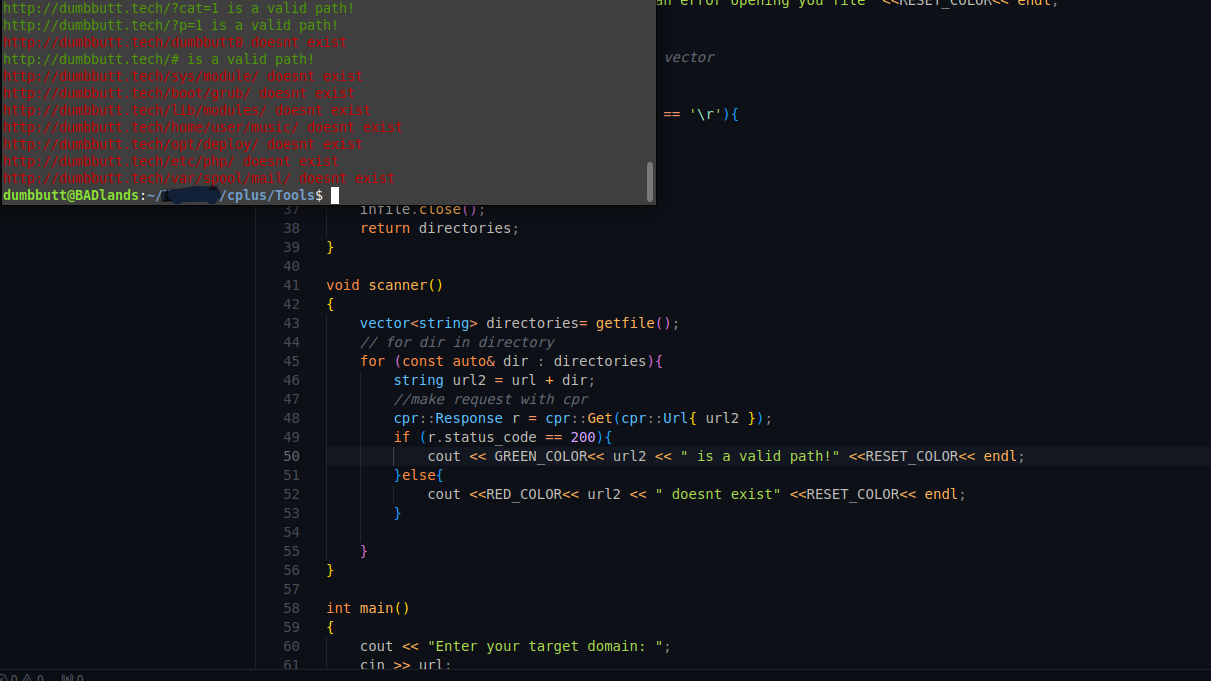 http://dumbbutt.tech/?cat=1 is a valid path!
http://dumbbutt.tech/?p=1 is a valid path!
http://dumbbutt.tech/dumbbutt0 doesnt exist
http://dumbbutt.tech/# is a valid path!
http://dumbbutt.tech/sys/module/ doesnt exist
http://dumbbutt.tech/boot/grub/ doesnt exist
http://dumbbutt.tech/lib/modules/ doesnt exist
http://dumbbutt.tech/home/user/music/ doesnt exist
http://dumbbutt.tech/opt/deploy/ doesnt exist
http://dumbbutt.tech/etc/php/ doesnt exist
http://dumbbutt.tech/var/spool/mail/ doesnt exist
dumbbutt@BADlands:~/ /cplus/Tools$
an error opening you file" <<RESET_COLOR<< endl;
vector
== '\r'){
37 infile.close();
38 return directories;
39 }
40
41 void scanner()
42 {
43 vector<string> directories= getfile();
44 // for dir in directory
45 for (const auto& dir : directories){
46 string url2 = url + dir;
47 //make request with cpr
48 cpr::Response r = cpr::Get(cpr::Url{ url2 });
49 if (r.status_code == 200){
50 cout << GREEN_COLOR<< url2 << " is a valid path!" <<RESET_COLOR<< endl;
51 }else{
52 cout <<RED_COLOR<< url2 << " doesnt exist" <<RESET_COLOR<< endl;
53 }
54
55 }
56 }
57
58 int main()
59 {
60 cout << "Enter your target domain: ";
61 cin >> url;
0 0 0